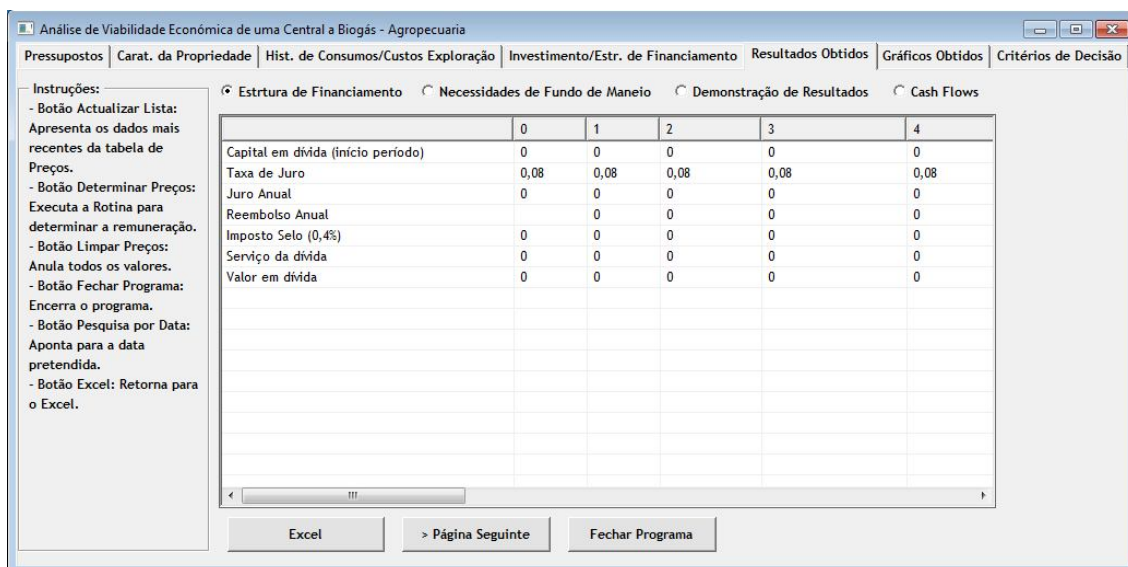 Análise de Viabilidade Económica de uma Central a Biogás - Agropecuaria
Pressupostos Carat. da Propriedade Hist. de Consumos/Custos Exploração Investimento/Estr. de Financiamento Resultados Obtidos Gráficos Obtidos Critérios de Decisão
Instruções:
- Botão Actualizar Lista:
Apresenta os dados mais
recentes da tabela de
Preços.
- Botão Determinar Preços:
Executa a Rotina para
determinar a remuneração.
- Botão Limpar Preços:
Anula todos os valores.
- Botão Fechar Programa:
Encerra o programa.
- Botão Pesquisa por Data:
Aponta para a data
pretendida.
- Botão Excel: Retorna para
o Excel.
Estrtura de Financiamento Necessidades de Fundo de Maneio Demonstração de Resultados Cash Flows
0 1 2 3 4
Capital em dívida (início período) 0 0 0 0 0
Taxa de Juro 0,08 0,08 0,08 0,08 0,08
Juro Anual 0 0 0 0 0
Reembolso Anual 0 0 0 0
Imposto Selo (0,4%) 0 0 0 0 0
Serviço da dívida 0 0 0 0 0
Valor em dívida 0 0 0 0 0
Excel > Página Seguinte Fechar Programa